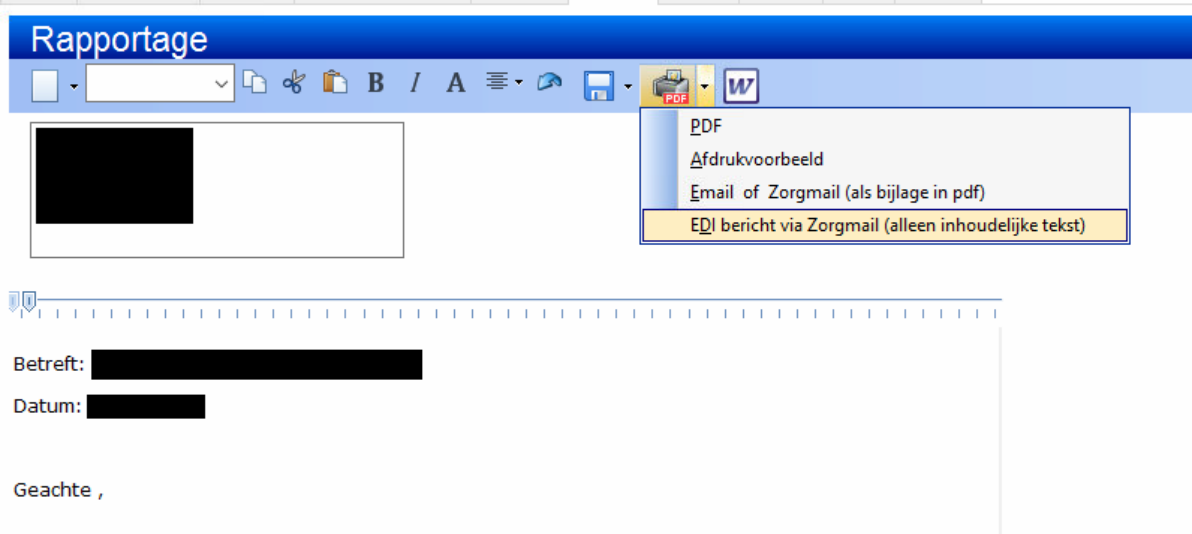 Rapportage
B I A PDF W
PDF
Afdrukvoorbeeld
Email of Zorgmail (als bijlage in pdf)
EDI bericht via Zorgmail (alleen inhoudelijke tekst)
Betreft:
Datum:
Geachte ,